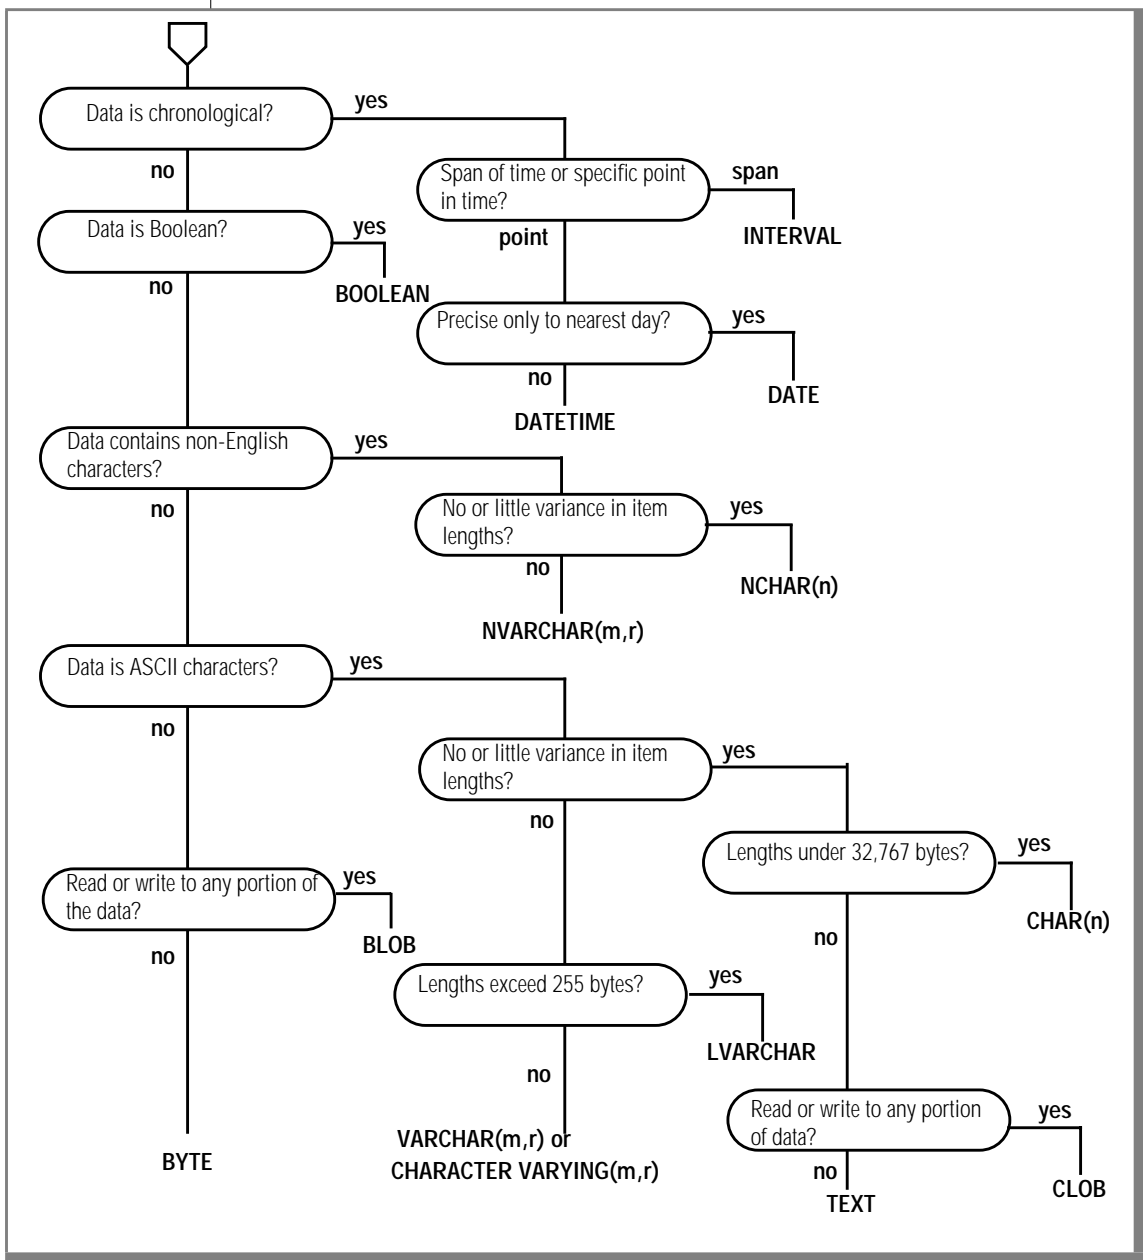 Data is chronological?
yes
no
Span of time or specific point
in time?
span
INTERVAL
point
Data is Boolean?
yes
BOOLEAN
no
Precise only to nearest day?
yes
DATE
no
DATETIME
Data contains non-English
characters?
yes
no
No or little variance in item
lengths?
yes
NCHAR(n)
no
NVARCHAR(m,r)
Data is ASCII characters?
yes
no
No or little variance in item
lengths?
yes
no
Lengths under 32,767 bytes?
yes
CHAR(n)
no
Read or write to any portion of
the data?
yes
BLOB
no
Lengths exceed 255 bytes?
yes
LVARCHAR
no
Read or write to any portion
of data?
yes
CLOB
no
TEXT
VARCHAR(m,r) or
CHARACTER VARYING(m,r)
BYTE